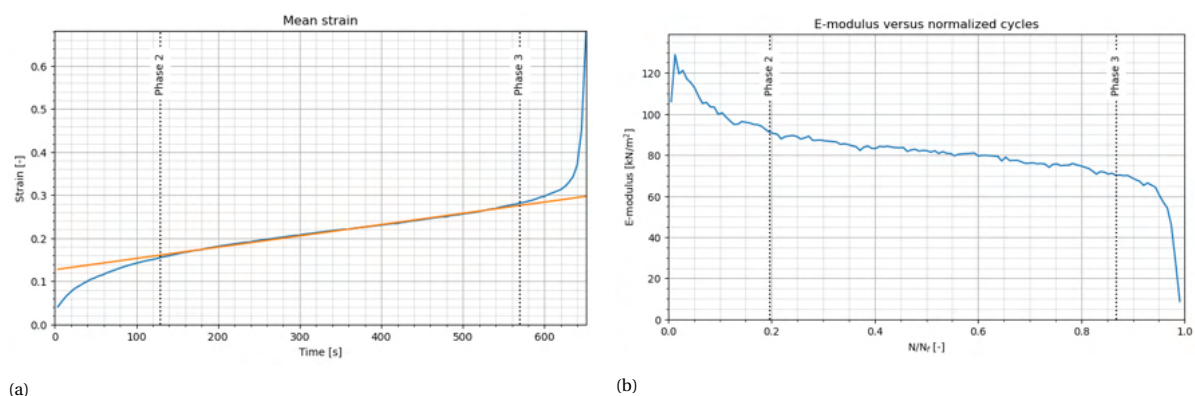 Mean strain
Strain [-]
0.6
0.5
0.4
0.3
0.2
0.1
0.0
Phase 2
Phase 3
0
100
200
300
400
500
600
Time [s]
(a)
E-modulus versus normalized cycles
E-modulus [kN/m²]
120
100
80
60
40
20
0
Phase 2
Phase 3
0.0
0.2
0.4
0.6
0.8
1.0
N/Nf [-]
(b)